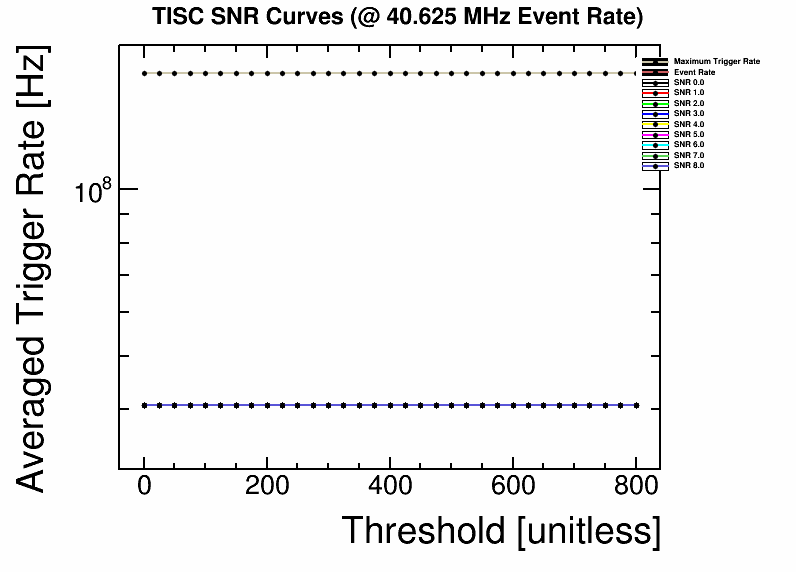 TISC SNR Curves (@ 40.625 MHz Event Rate)
Averaged Trigger Rate [Hz]
10^8
Maximum Trigger Rate
Event Rate
SNR 0.0
SNR 1.0
SNR 2.0
SNR 3.0
SNR 4.0
SNR 5.0
SNR 6.0
SNR 7.0
SNR 8.0
0 200 400 600 800
Threshold [unitless]